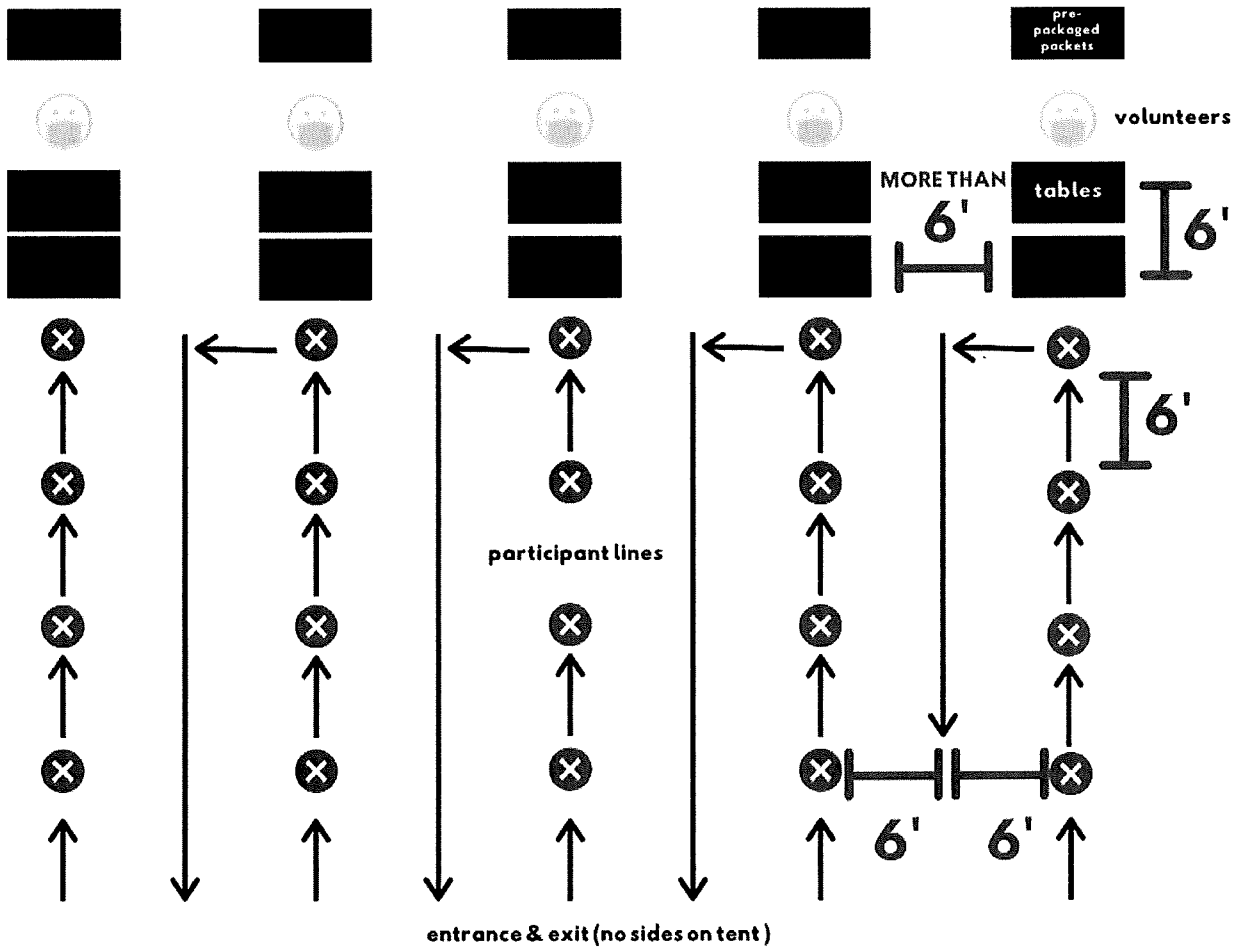 pre-
packaged
packets
volunteers
MORE THAN
6'
tables
6'
6'
participant lines
6'
6'
entrance & exit (no sides on tent )